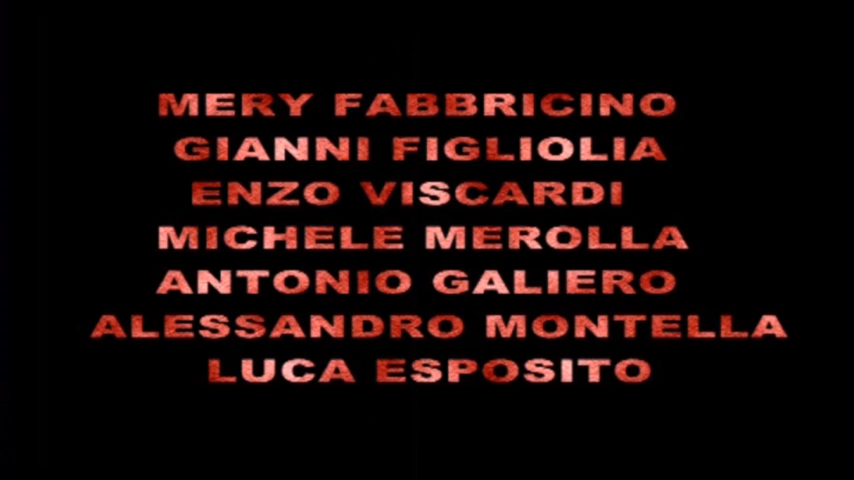 MERY FABBRICINO
GIANNI FIGLIOLIA
ENZO VISCARDI
MICHELE MEROLLA
ANTONIO GALIERO
ALESSANDRO MONTELLA
LUCA ESPOSITO